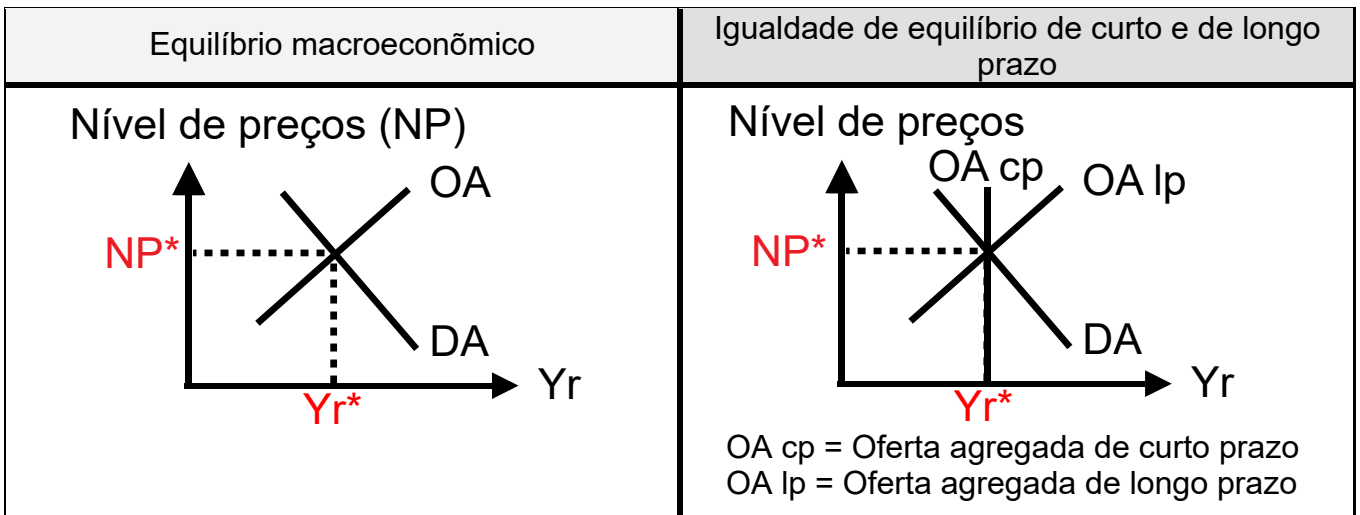 Equilíbrio macroeconõmico
Igualdade de equilíbrio de curto e de longo
prazo
Nível de preços (NP)
OA
NP*
DA
Yr
Yr*
Nível de preços
OA cp
OA lp
NP*
DA
Yr
Yr*
OA cp = Oferta agregada de curto prazo
OA lp = Oferta agregada de longo prazo